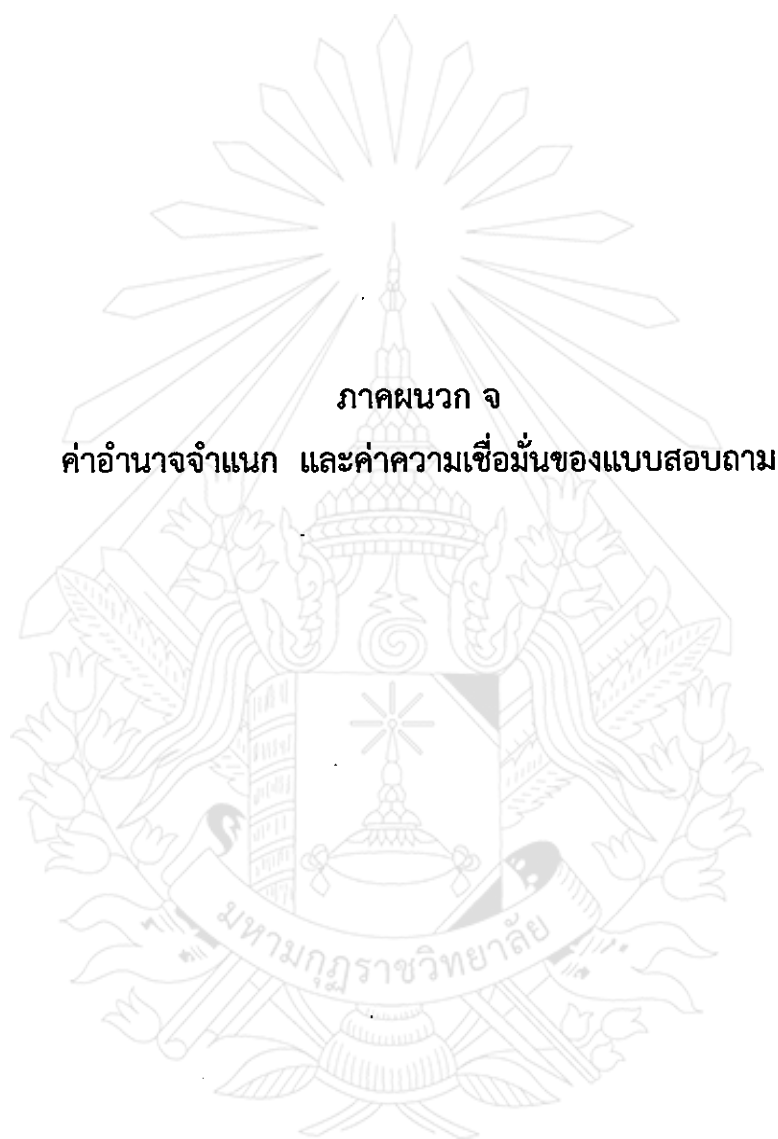 ภาคผนวก จ
ค่าอำนาจจำแนก และค่าความเชื่อมั่นของแบบสอบถาม
มหามกุฏราชวิทยาลัย